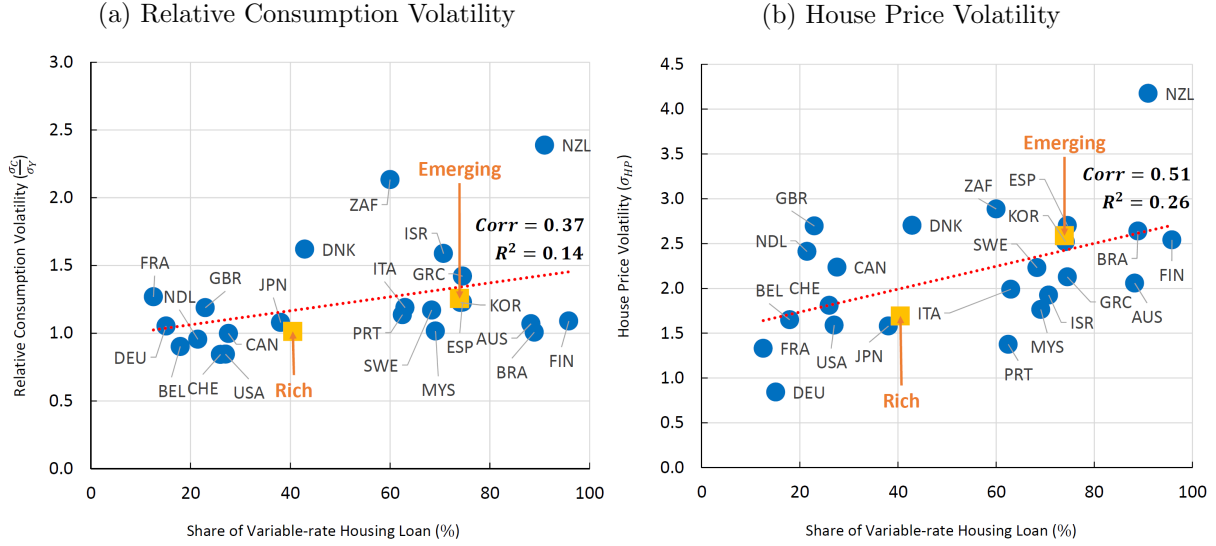 (a) Relative Consumption Volatility
3.0
2.5
2.0
1.5
1.0
0.5
0.0
0
20
40
60
80
100
Relative Consumption Volatility (σC/σY)
Share of Variable-rate Housing Loan (%)
NZL
Emerging
ZAF
Corr = 0.37
R² = 0.14
DNK
ISR
ITA
GRC
FRA
NDL
GBR
JPN
KOR
DEU
CAN
PRT
SWE
ESP
AUS
FIN
BEL
CHE
USA
Rich
MYS
BRA
(b) House Price Volatility
4.5
4.0
3.5
3.0
2.5
2.0
1.5
1.0
0.5
0.0
0
20
40
60
80
100
House Price Volatility (σHP)
Share of Variable-rate Housing Loan (%)
NZL
Emerging
ZAF
ESP
Corr = 0.51
R² = 0.26
GBR
DNK
KOR
NDL
SWE
CAN
BRA
FIN
BEL
CHE
ITA
GRC
AUS
ISR
FRA
USA
JPN
MYS
PRT
DEU
Rich